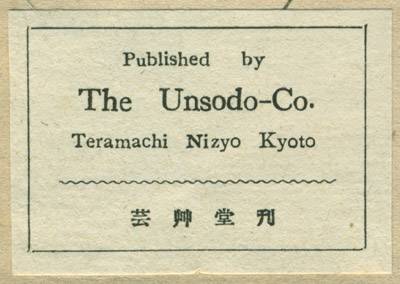 Published by
The Unsodo-Co.
Teramachi Nizyo Kyoto
芸艸堂刊